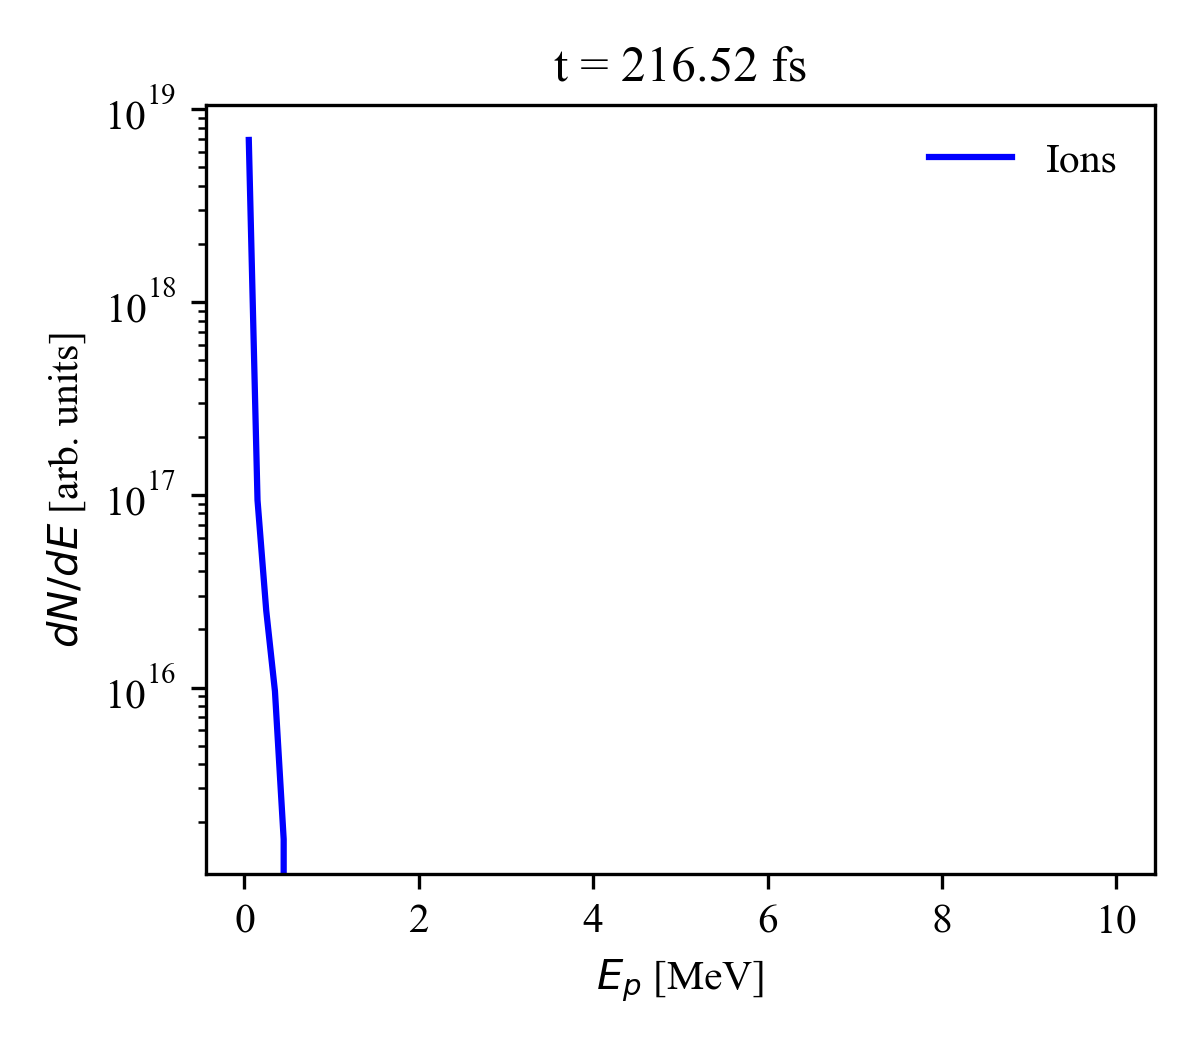 t = 216.52 fs
10^19
10^18
10^17
10^16
dN/dE [arb. units]
Ions
0 2 4 6 8 10
E_p [MeV]